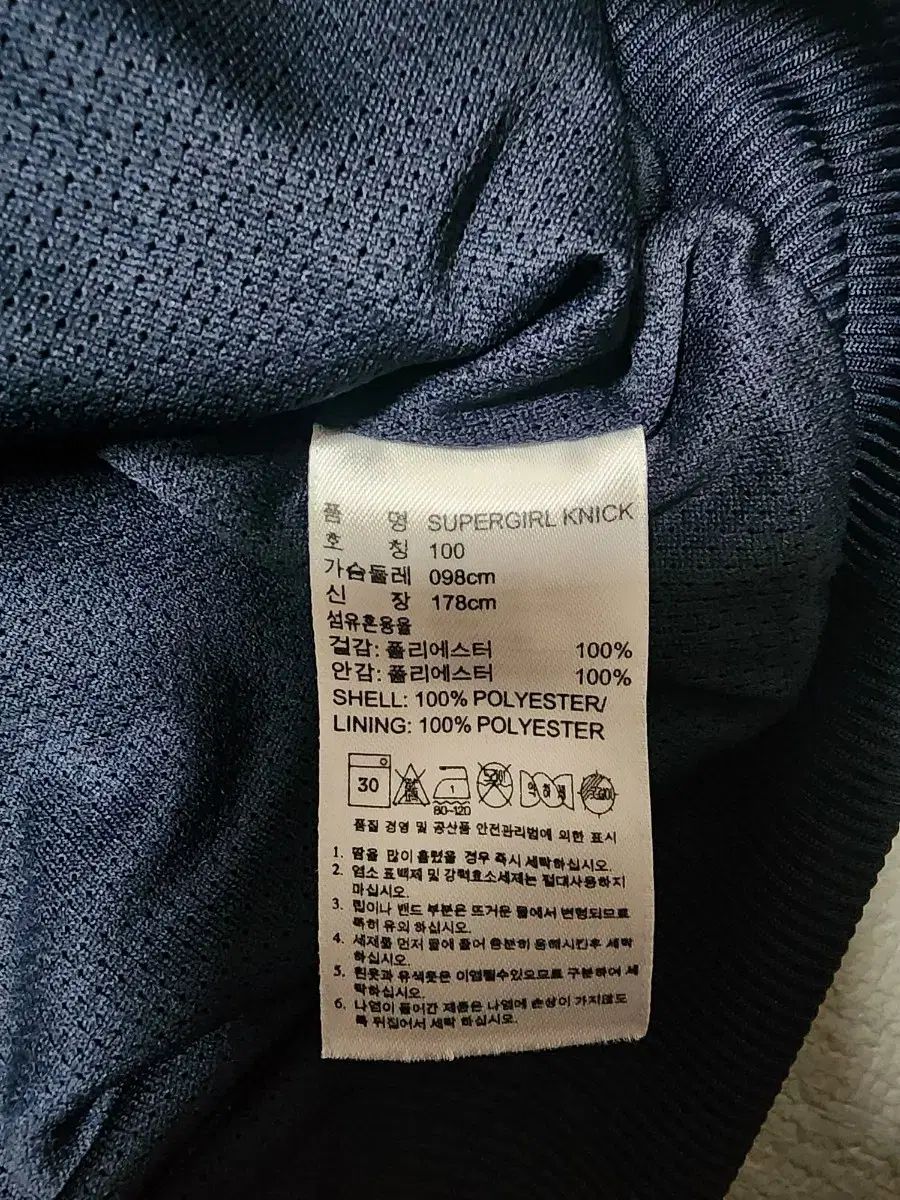 품 명 SUPERGIRL KNICK
호 칭 100
가슴둘레 098cm
신 장 178cm
섬유혼용율
겉감: 폴리에스터 100%
안감: 폴리에스터 100%
SHELL: 100% POLYESTER/
LINING: 100% POLYESTER
30
1
80~120
품질 경영 및 공산품 안전관리법에 의한 표시
1. 땀을 많이 흘렸을 경우 즉시 세탁하십시오.
2. 염소 표백제 및 강력효소세제는 절대사용하지
마십시오.
3. 립이나 밴드 부분은 뜨거운 물에서 변형되므로
특히 유의 하십시오.
4. 세제를 먼저 물에 풀어 충분히 용해시킨후 세탁
하십시오.
5. 흰옷과 유색옷은 이염될수있으므로 구분하여 세
탁하십시오.
6. 나염이 들어간 제품은 나염에 손상이 가지않도
록 뒤집어서 세탁 하십시오.